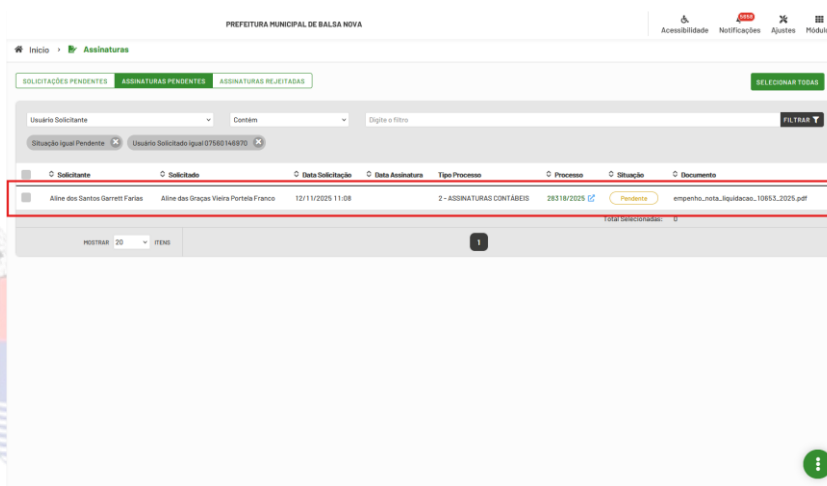 PREFEITURA MUNICIPAL DE BALSA NOVA
5050
Acessibilidade Notificações Ajustes Módulo
Início Assinaturas
SOLICITAÇÕES PENDENTES ASSINATURAS PENDENTES ASSINATURAS REJEITADAS SELECIONAR TODAS
Usuário Solicitante Contém Digite o filtro FILTRAR
Situação Igual Pendente Usuário Solicitado Igual 07560146970
Solicitante Solicitado Data Solicitação Data Assinatura Tipo Processo Processo Situação Documento
Aline dos Santos Garrett Farias Aline das Graças Vieira Portela Franco 12/11/2025 11:08 2 - ASSINATURAS CONTÁBEIS 28318/2025 Pendente empenho_nota_liquidacao_10653_2025.pdf
Total Selecionadas: 0
MOSTRAR 20 ITENS 1